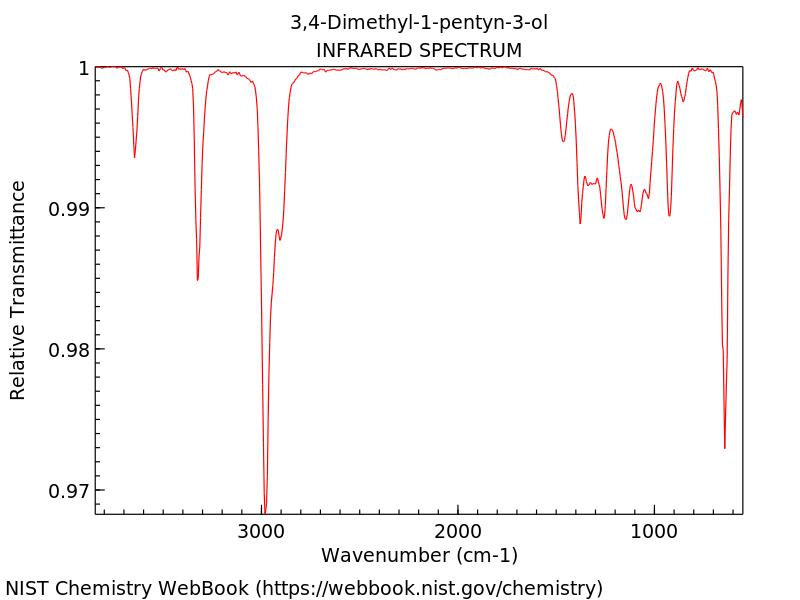 3,4-Dimethyl-1-pentyn-3-ol
INFRARED SPECTRUM
1
0.99
0.98
0.97
Relative Transmittance
3000 2000 1000
Wavenumber (cm-1)
NIST Chemistry WebBook (https://webbook.nist.gov/chemistry)